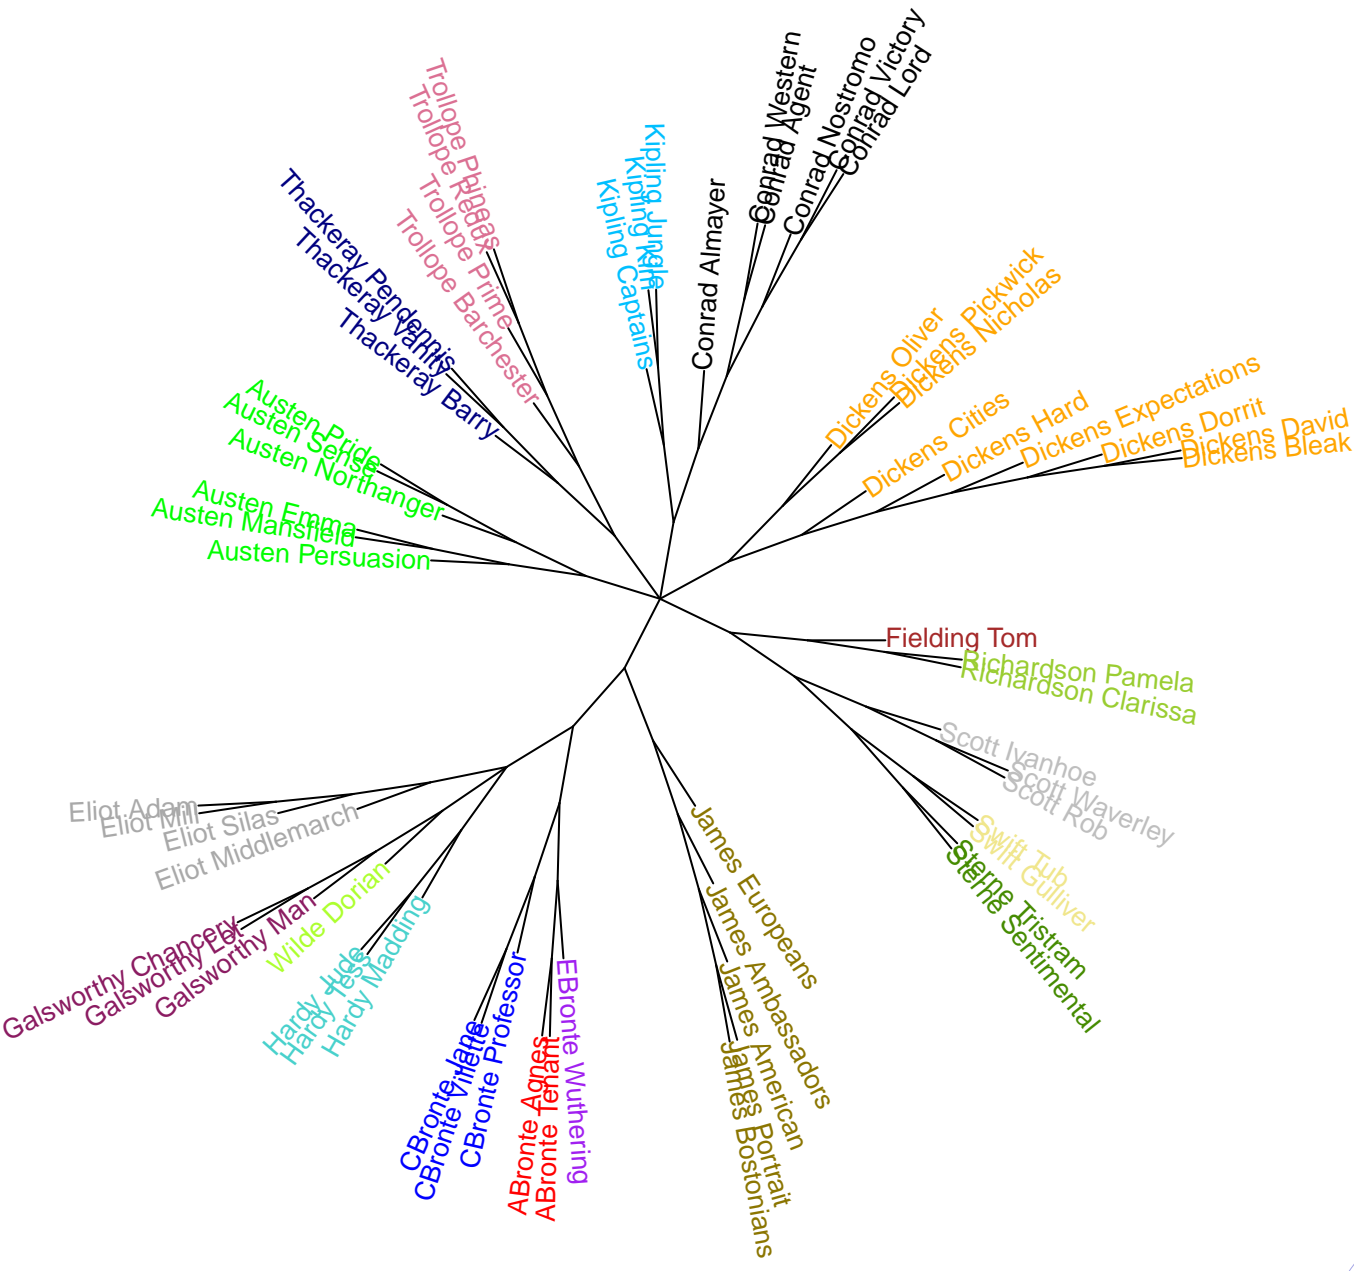 Trollope Phineas
Trollope Redux
Trollope Prime
Trollope Barchester
Thackeray Pendennis
Thackeray Vanity
Thackeray Barry
Austen Pride
Austen Sense
Austen Northanger
Austen Emma
Austen Mansfield
Austen Persuasion
Kipling Jungle
Kipling Kim
Kipling Captains
Conrad Almayer
Conrad Western
Conrad Agent
Conrad Nostromo
Conrad Victory
Conrad Lord
Dickens Oliver
Dickens Pickwick
Dickens Nicholas
Dickens Cities
Dickens Hard
Dickens Expectations
Dickens Dorrit
Dickens David
Dickens Bleak
Fielding Tom
Richardson Pamela
Richardson Clarissa
Scott Ivanhoe
Scott Waverley
Scott Rob
Swift Tub
Swift Gulliver
Sterne Tristram
Sterne Sentimental
James Europeans
James Ambassadors
James American
James Portrait
James Bostonians
EBronte Wuthering
ABronte Tenant
ABronte Agnes
CBronte Professor
CBronte Villette
CBronte Jane
Hardy Madding
Hardy Tess
Hardy Jude
Wilde Dorian
Galsworthy Man
Galsworthy Let
Galsworthy Chancery
Eliot Middlemarch
Eliot Silas
Eliot Mill
Eliot Adam